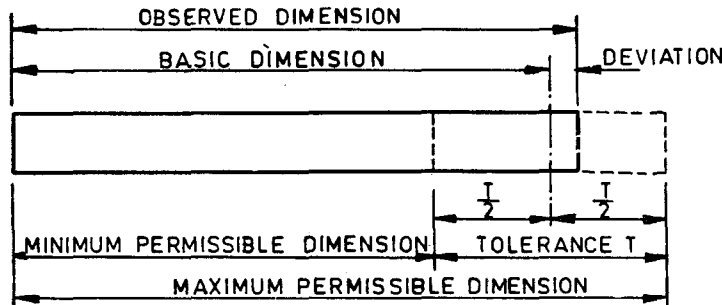 OBSERVED DIMENSION
BASIC DIMENSION
DEVIATION
T/2 T/2
MINIMUM PERMISSIBLE DIMENSION TOLERANCE T
MAXIMUM PERMISSIBLE DIMENSION